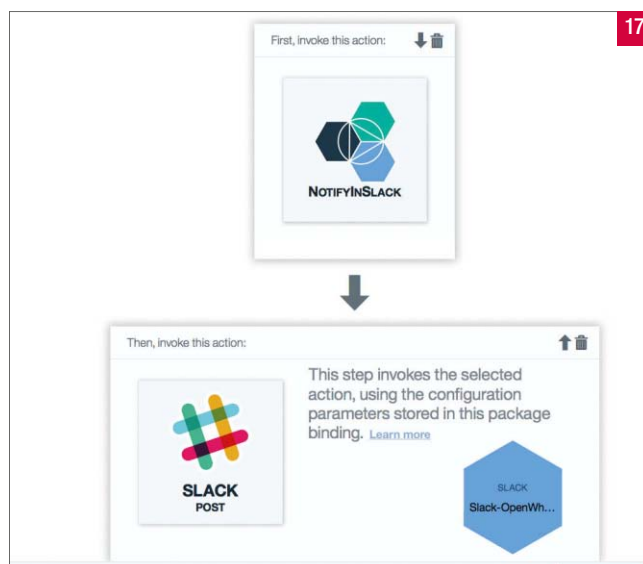 17
First, invoke this action:
NOTIFYINSLACK
Then, invoke this action:
This step invokes the selected
action, using the configuration
parameters stored in this package
binding. Learn more
SLACK
POST
SLACK
Slack-OpenWh...